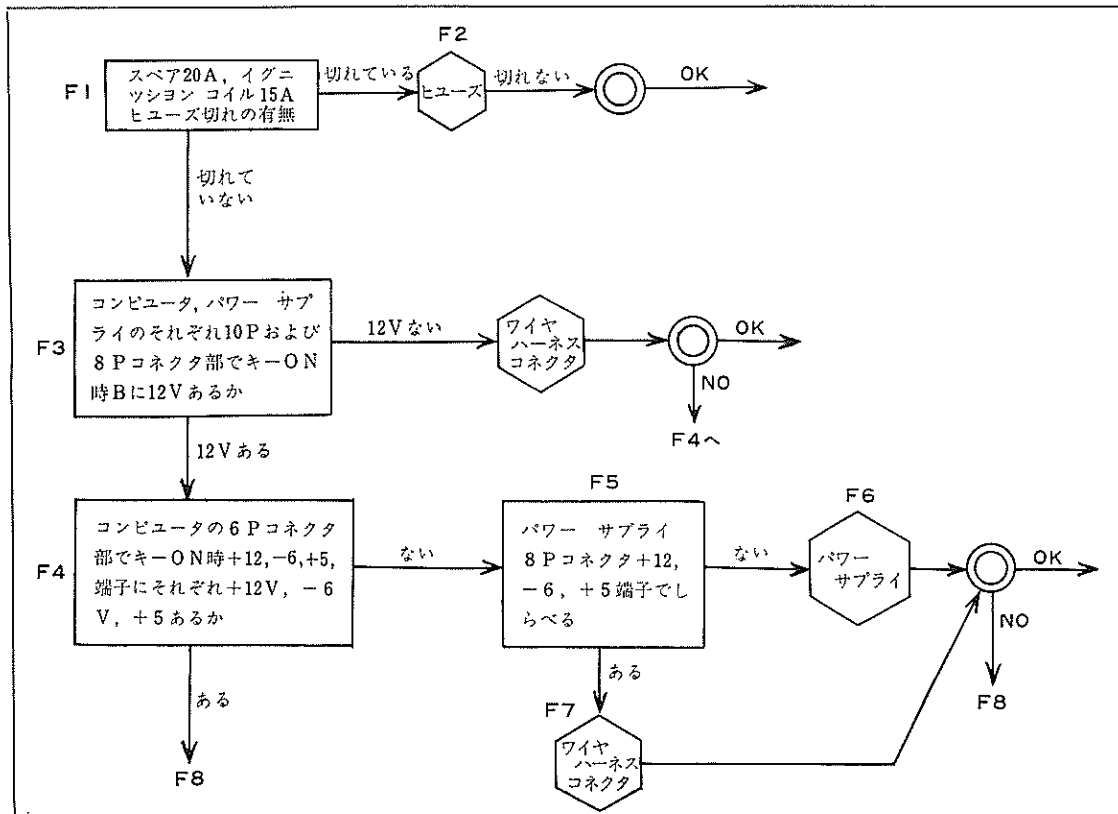 F2
F1
スペア20A，イグニ
ッション コイル15A
ヒューズ切れの有無
切れている
ヒューズ
切れない
OK
切れて
いない
F3
コンピュータ，パワー サプ
ライのそれぞれ10Pおよび
8Pコネクタ部でキーON
時Bに12Vあるか
12Vない
ワイヤ
ハーネス
コネクタ
OK
NO
F4へ
12Vある
F4
コンピュータの6Pコネクタ
部でキーON時+12,−6,+5,
端子にそれぞれ+12V，−6
V，+5あるか
ない
F5
パワー サプライ
8Pコネクタ+12，
−6，+5端子でし
らべる
ない
F6
パワー
サプライ
OK
NO
F8
ある
F8
ある
F7
ワイヤ
ハーネス
コネクタ